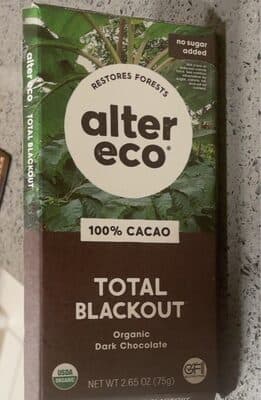 no sugar
added
RESTORES FORESTS
alter
eco®
100% CACAO
TOTAL
BLACKOUT
Organic
Dark Chocolate
USDA
ORGANIC
NET WT 2.65 OZ (75g)
alter eco
TOTAL BLACKOUT